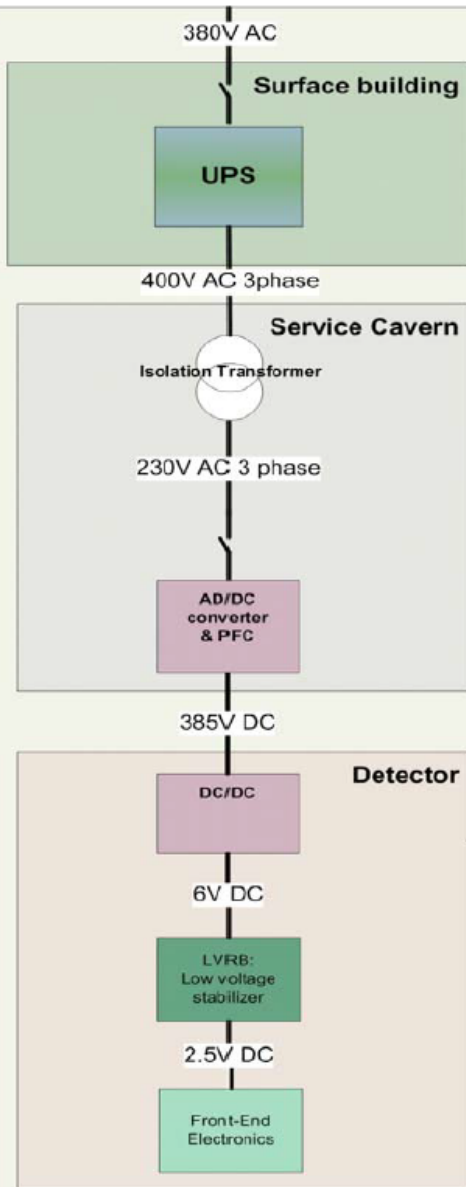 380V AC
Surface building
UPS
400V AC 3phase
Service Cavern
Isolation Transformer
230V AC 3 phase
AD/DC
converter
& PFC
385V DC
Detector
DC/DC
6V DC
LVRB:
Low voltage
stabilizer
2.5V DC
Front-End
Electronics